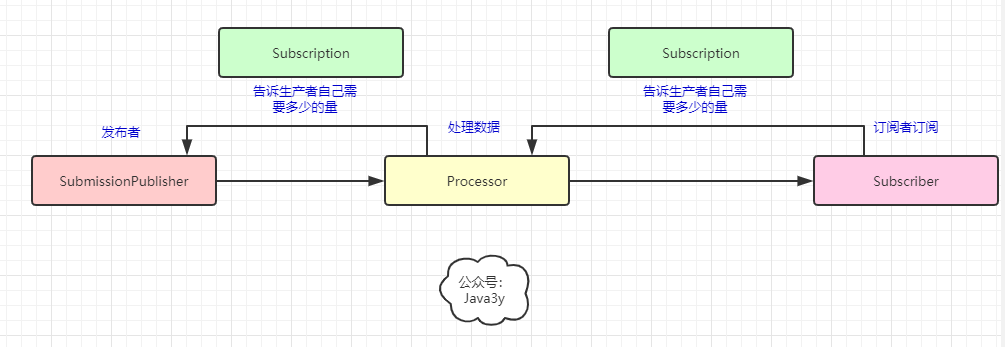 Subscription
Subscription
告诉生产者自己需
要多少的量
告诉生产者自己需
要多少的量
发布者
处理数据
订阅者订阅
SubmissionPublisher
Processor
Subscriber
公众号：
Java3y